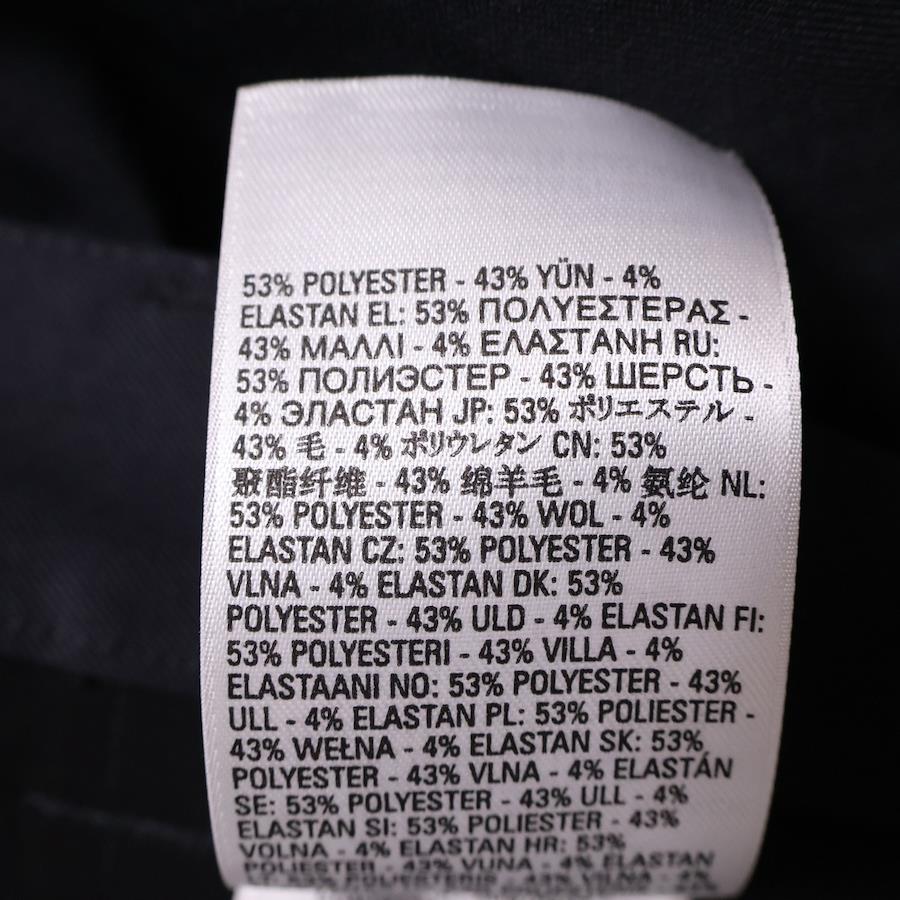 53% POLYESTER - 43% YÜN - 4%
ELASTAN EL: 53% ΠΟΛΥΕΣΤΕΡΑΣ -
43% ΜΑΛΛΙ - 4% ΕΛΑΣΤΑΝΗ RU:
53% ПОЛИЭСТЕР - 43% ШЕРСТЬ -
4% ЭЛАСТАН JP: 53% ポリエステル -
43% 毛 - 4% ポリウレタン CN: 53%
聚酯纤维 - 43% 绵羊毛 - 4% 氨纶 NL:
53% POLYESTER - 43% WOL - 4%
ELASTAN CZ: 53% POLYESTER - 43%
VLNA - 4% ELASTAN DK: 53%
POLYESTER - 43% ULD - 4% ELASTAN FI:
53% POLYESTERI - 43% VILLA - 4%
ELASTAANI NO: 53% POLYESTER - 43%
ULL - 4% ELASTAN PL: 53% POLIESTER -
43% WEŁNA - 4% ELASTAN SK: 53%
POLYESTER - 43% VLNA - 4% ELASTÁN
SE: 53% POLYESTER - 43% ULL - 4%
ELASTAN SI: 53% POLIESTER - 43%
VOLNA - 4% ELASTAN HR: 53%
POLIESTER - 43% VUNA - 4% ELASTAN